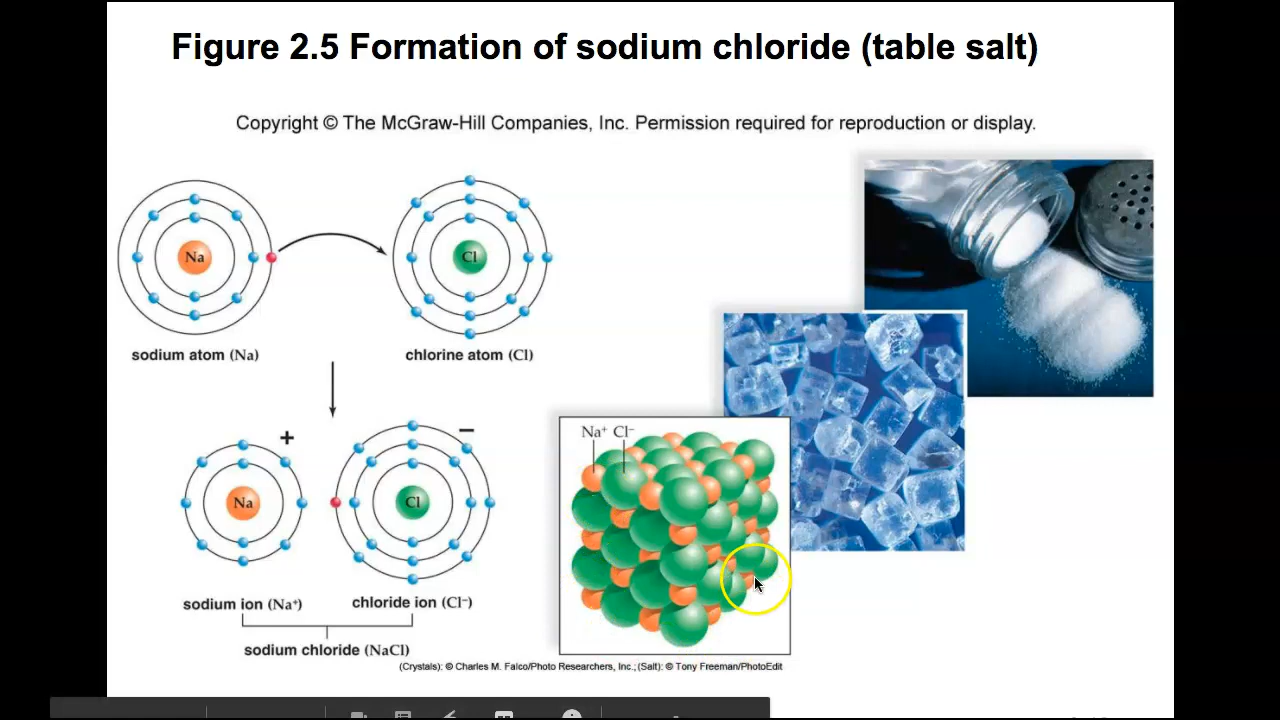 Figure 2.5 Formation of sodium chloride (table salt)
Copyright © The McGraw-Hill Companies, Inc. Permission required for reproduction or display.
Na
Cl
sodium atom (Na)
chlorine atom (Cl)
+
−
Na
Cl
sodium ion (Na⁺)
chloride ion (Cl⁻)
sodium chloride (NaCl)
Na⁺ Cl⁻
(Crystals): © Charles M. Falco/Photo Researchers, Inc.; (Salt): © Tony Freeman/PhotoEdit